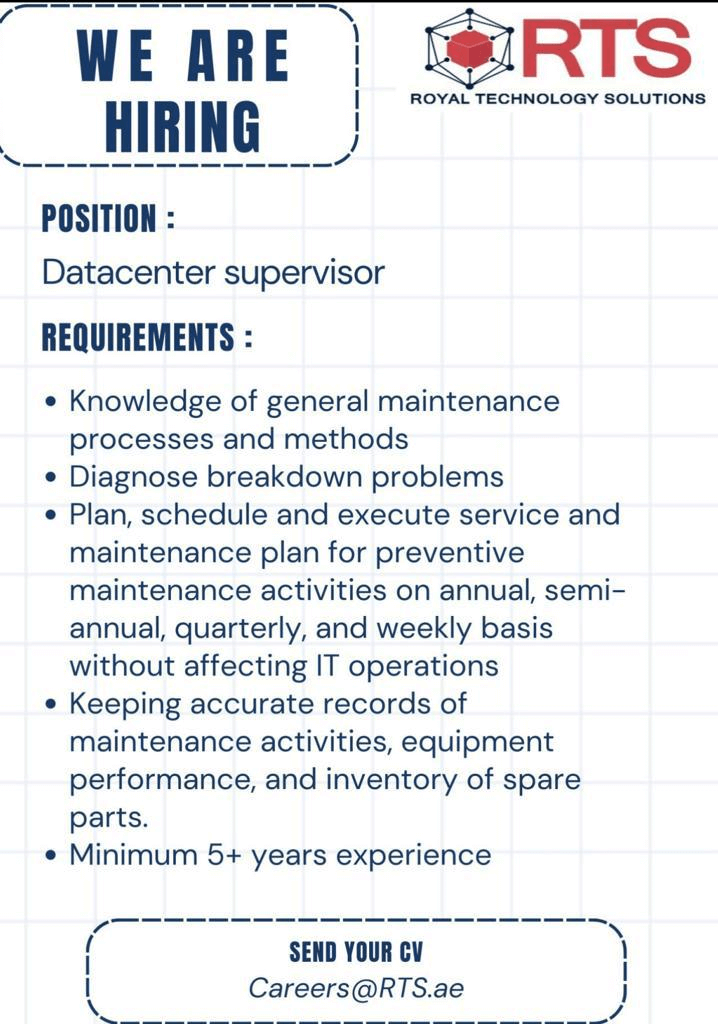 WE ARE
HIRING
RTS
ROYAL TECHNOLOGY SOLUTIONS
POSITION :
Datacenter supervisor
REQUIREMENTS :
• Knowledge of general maintenance
processes and methods
• Diagnose breakdown problems
• Plan, schedule and execute service and
maintenance plan for preventive
maintenance activities on annual, semi-
annual, quarterly, and weekly basis
without affecting IT operations
• Keeping accurate records of
maintenance activities, equipment
performance, and inventory of spare
parts.
• Minimum 5+ years experience
SEND YOUR CV
Careers@RTS.ae